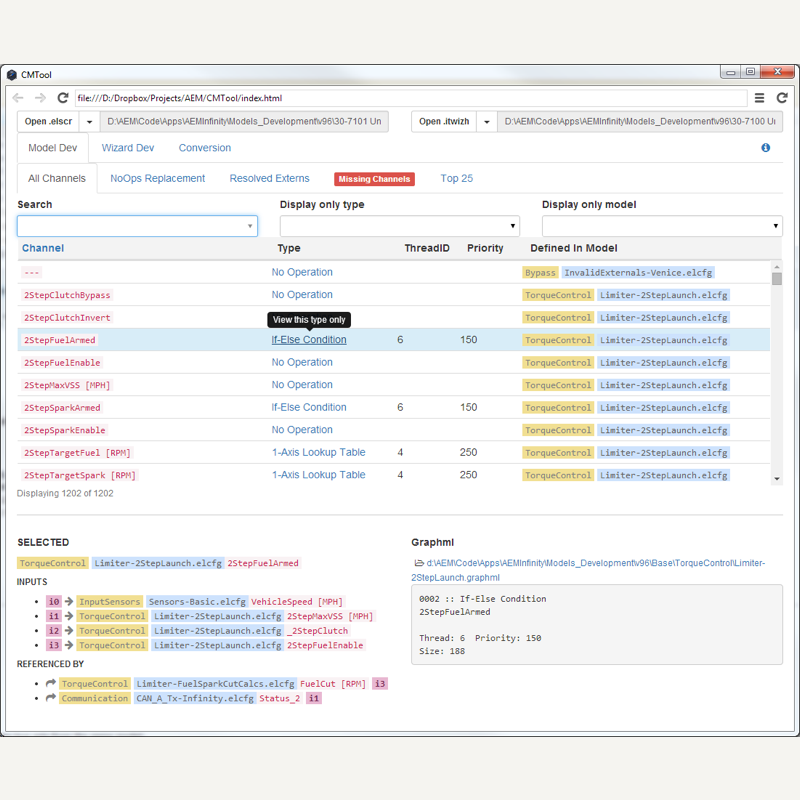 CMTool
file:///D:/Dropbox/Projects/AEM/CMTool/index.html
Open .elscr D:\AEM\Code\Apps\AEMInfinity\Models_Development\v96\30-7101 Un Open .itwizh D:\AEM\Code\Apps\AEMInfinity\Models_Development\v96\30-7100 Un
Model Dev Wizard Dev Conversion
All Channels NoOps Replacement Resolved Externs Missing Channels Top 25
Search Display only type Display only model
Channel Type ThreadID Priority Defined In Model
--- No Operation Bypass InvalidExternals-Venice.elcfg
2StepClutchBypass No Operation TorqueControl Limiter-2StepLaunch.elcfg
2StepClutchInvert TorqueControl Limiter-2StepLaunch.elcfg
View this type only
2StepFuelArmed If-Else Condition 6 150 TorqueControl Limiter-2StepLaunch.elcfg
2StepFuelEnable No Operation TorqueControl Limiter-2StepLaunch.elcfg
2StepMaxVSS [MPH] No Operation TorqueControl Limiter-2StepLaunch.elcfg
2StepSparkArmed If-Else Condition 6 150 TorqueControl Limiter-2StepLaunch.elcfg
2StepSparkEnable No Operation TorqueControl Limiter-2StepLaunch.elcfg
2StepTargetFuel [RPM] 1-Axis Lookup Table 4 250 TorqueControl Limiter-2StepLaunch.elcfg
2StepTargetSpark [RPM] 1-Axis Lookup Table 4 250 TorqueControl Limiter-2StepLaunch.elcfg
Displaying 1202 of 1202
SELECTED
TorqueControl Limiter-2StepLaunch.elcfg 2StepFuelArmed
INPUTS
i0 InputSensors Sensors-Basic.elcfg VehicleSpeed [MPH]
i1 TorqueControl Limiter-2StepLaunch.elcfg 2StepMaxVSS [MPH]
i2 TorqueControl Limiter-2StepLaunch.elcfg _2StepClutch
i3 TorqueControl Limiter-2StepLaunch.elcfg 2StepFuelEnable
REFERENCED BY
TorqueControl Limiter-FuelSparkCutCalcs.elcfg FuelCut [RPM] i3
Communication CAN_A_Tx-Infinity.elcfg Status_2 i1
Graphml
d:\AEM\Code\Apps\AEMInfinity\Models_Development\v96\Base\TorqueControl\Limiter-
2StepLaunch.graphml
0002 :: If-Else Condition
2StepFuelArmed
Thread: 6 Priority: 150
Size: 188